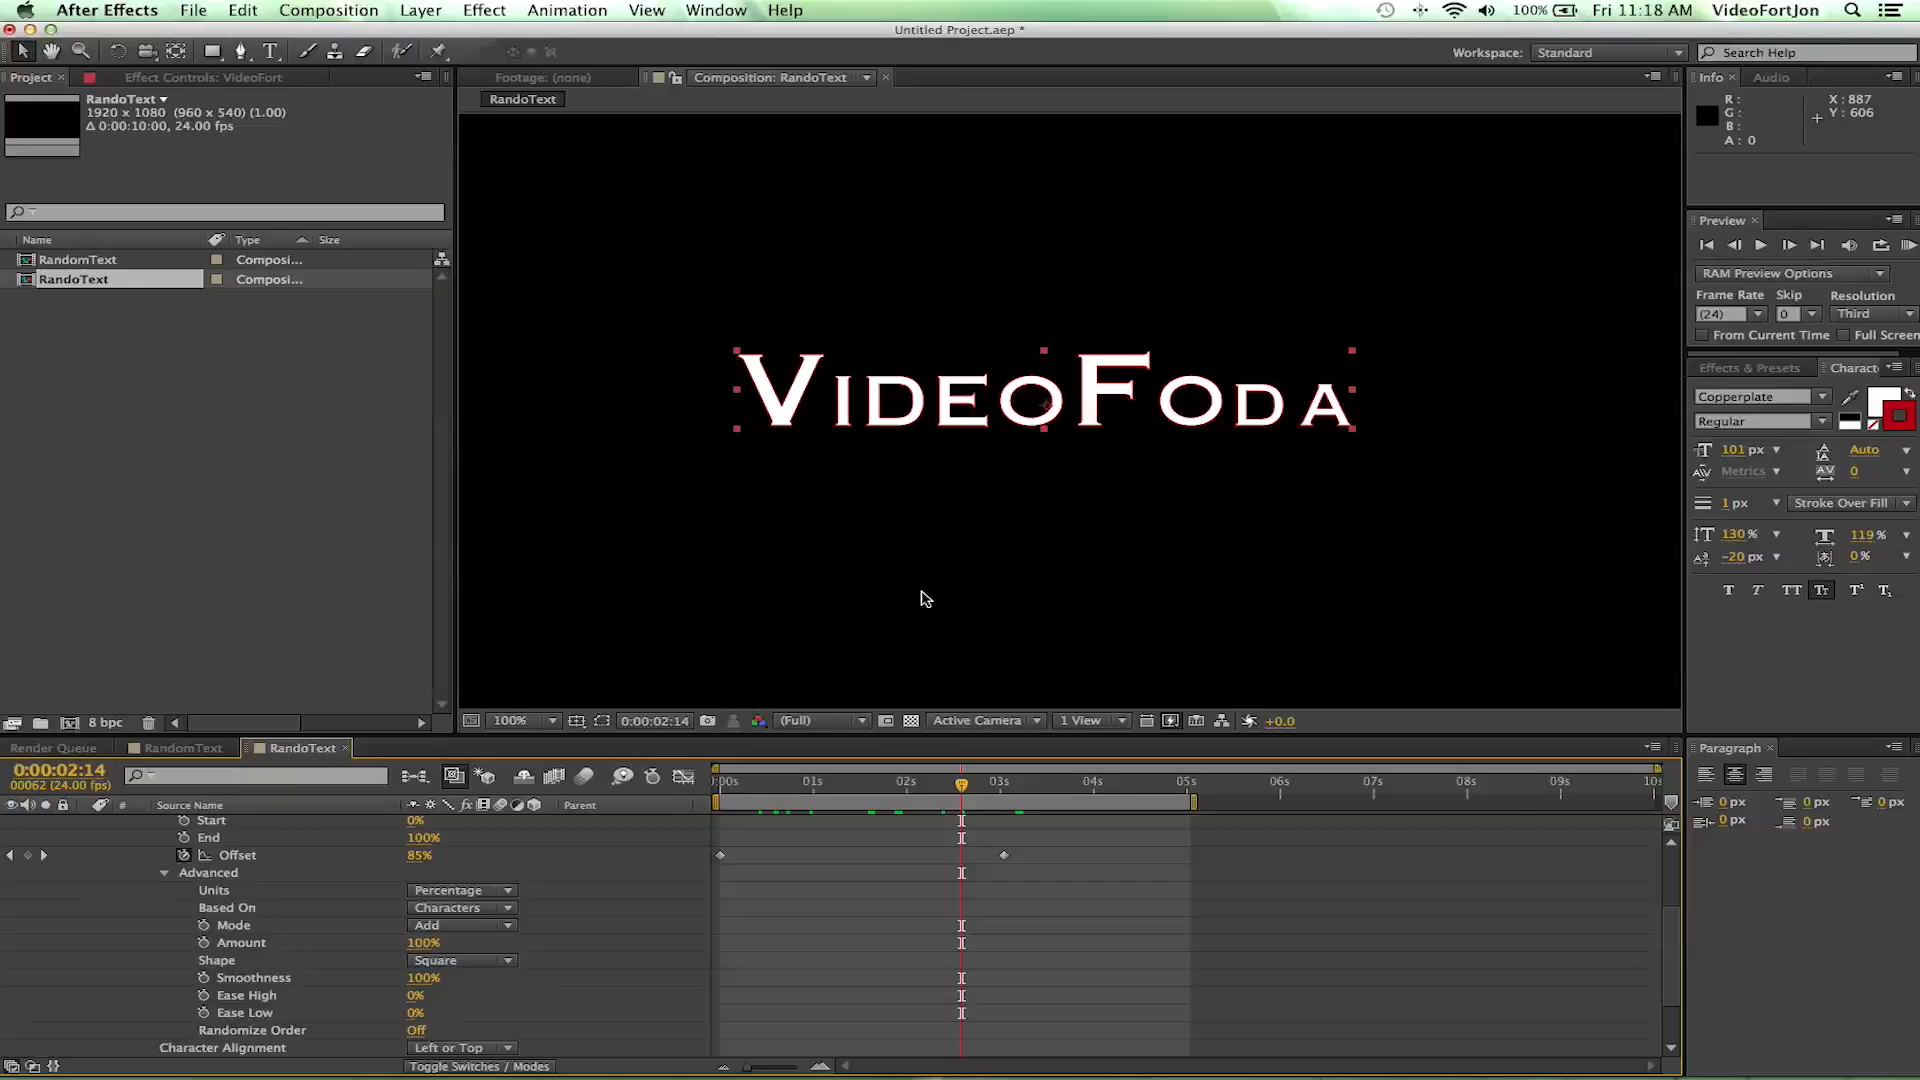 After Effects File Edit Composition Layer Effect Animation View Window Help 100% Fri 11:18 AM VideoFortJon
Untitled Project.aep *
Workspace: Standard Search Help
Project Effect Controls: VideoFort Footage: (none) Composition: RandoText Info Audio
RandoText
1920 x 1080 (960 x 540) (1.00)
Δ 0:00:10:00, 24.00 fps
RandoText
R:
G:
B:
A: 0
X: 887
Y: 606
Name Type Size
RandomText Composi...
RandoText Composi...
VideoFoda
Preview
RAM Preview Options
Frame Rate Skip Resolution
(24) 0 Third
From Current Time Full Screen
Effects & Presets Charact
Copperplate
Regular
101 px Auto
Metrics 0
1 px Stroke Over Fill
130 % 119 %
-20 px 0 %
T T TT Tт T¹ T₁
8 bpc
100% 0:00:02:14 (Full) Active Camera 1 View +0.0
Render Queue RandomText RandoText
0:00:02:14
00062 (24.00 fps)
:00s 01s 02s 03s 04s 05s 06s 07s 08s 09s 10s
# Source Name fx Parent
Start 0%
End 100%
Offset 85%
Advanced
Units Percentage
Based On Characters
Mode Add
Amount 100%
Shape Square
Smoothness 100%
Ease High 0%
Ease Low 0%
Randomize Order Off
Character Alignment Left or Top
Toggle Switches / Modes
Paragraph
0 px 0 px 0 px
0 px 0 px